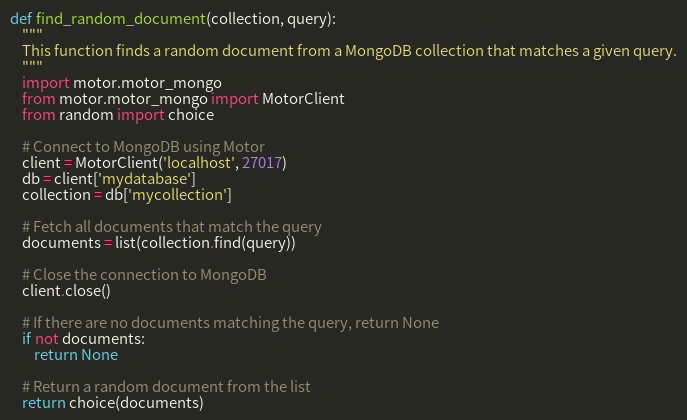 def find_random_document(collection, query):
    """
    This function finds a random document from a MongoDB collection that matches a given query.
    """
    import motor.motor_mongo
    from motor.motor_mongo import MotorClient
    from random import choice

    # Connect to MongoDB using Motor
    client = MotorClient('localhost', 27017)
    db = client['mydatabase']
    collection = db['mycollection']

    # Fetch all documents that match the query
    documents = list(collection.find(query))

    # Close the connection to MongoDB
    client.close()

    # If there are no documents matching the query, return None
    if not documents:
        return None

    # Return a random document from the list
    return choice(documents)